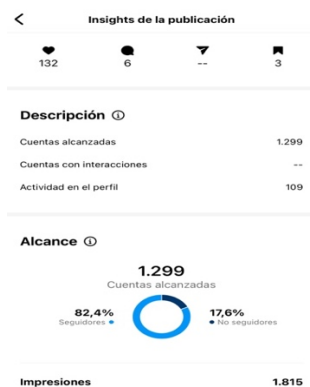 Insights de la publicación
132 6 -- 3
Descripción
Cuentas alcanzadas 1.299
Cuentas con interacciones --
Actividad en el perfil 109
Alcance
1.299
Cuentas alcanzadas
82,4% 17,6%
Seguidores No seguidores
Impresiones 1.815